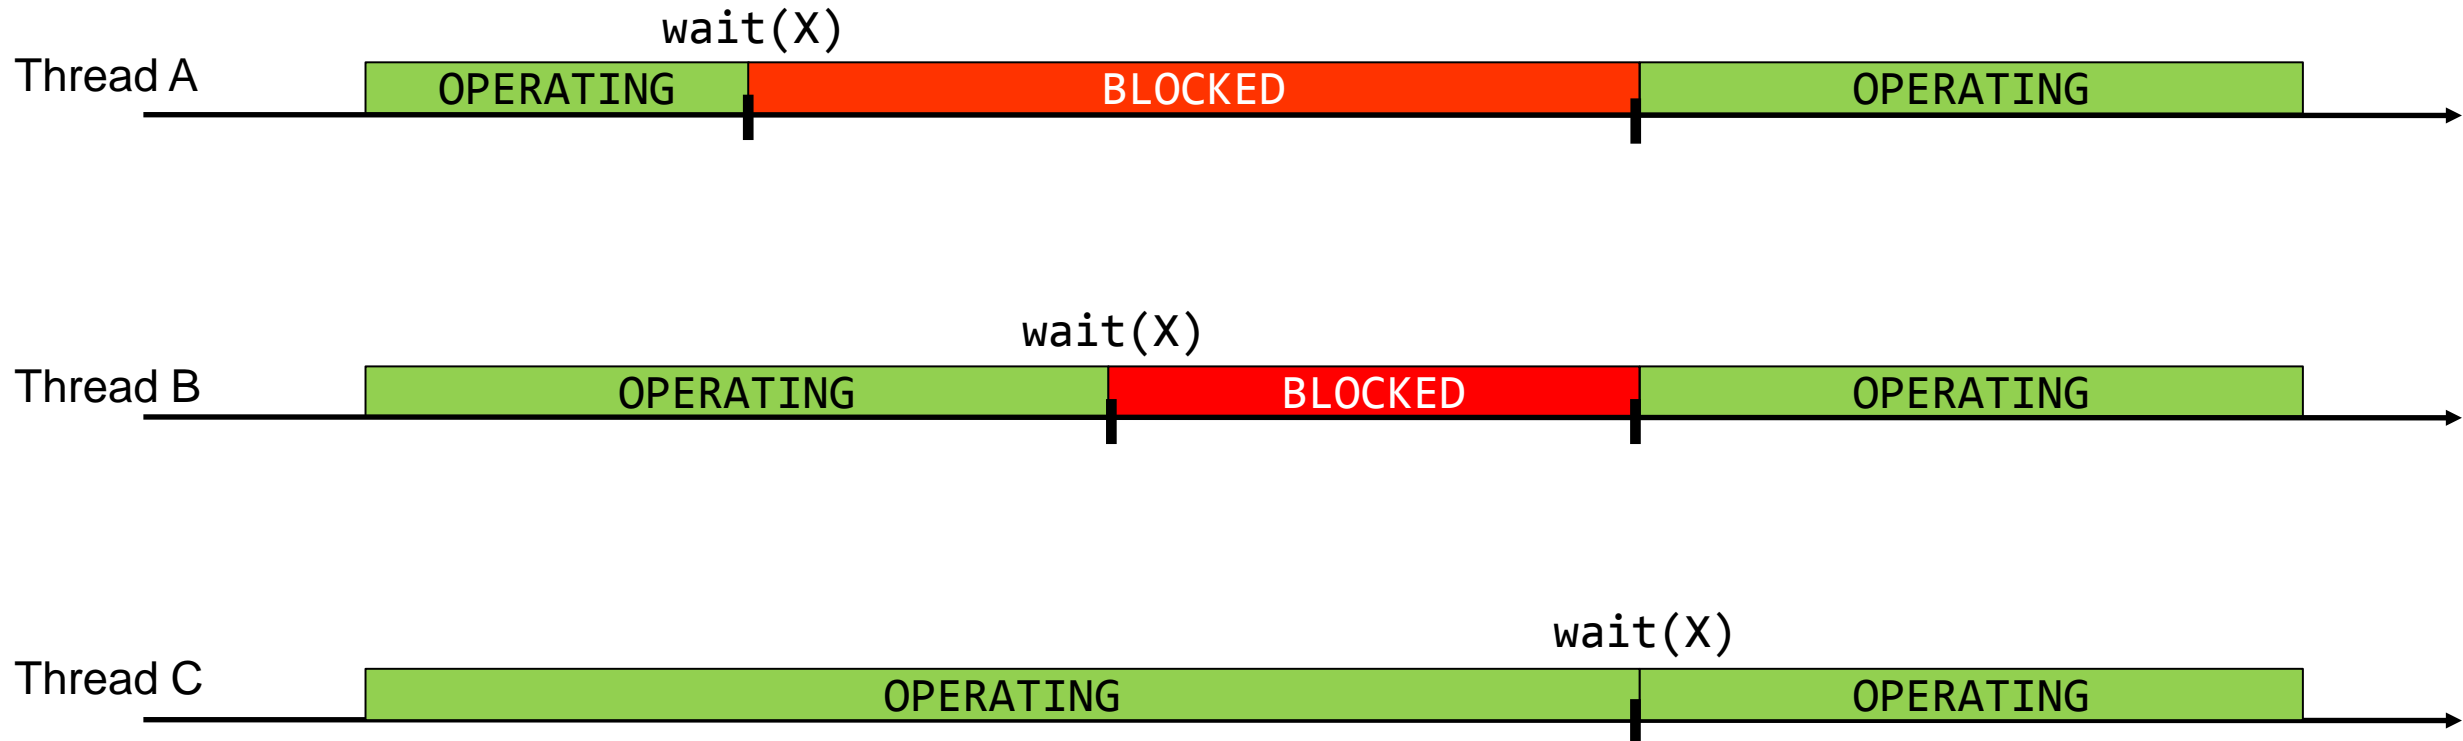 wait(X)
Thread A
OPERATING BLOCKED OPERATING
wait(X)
Thread B
OPERATING BLOCKED OPERATING
wait(X)
Thread C
OPERATING OPERATING